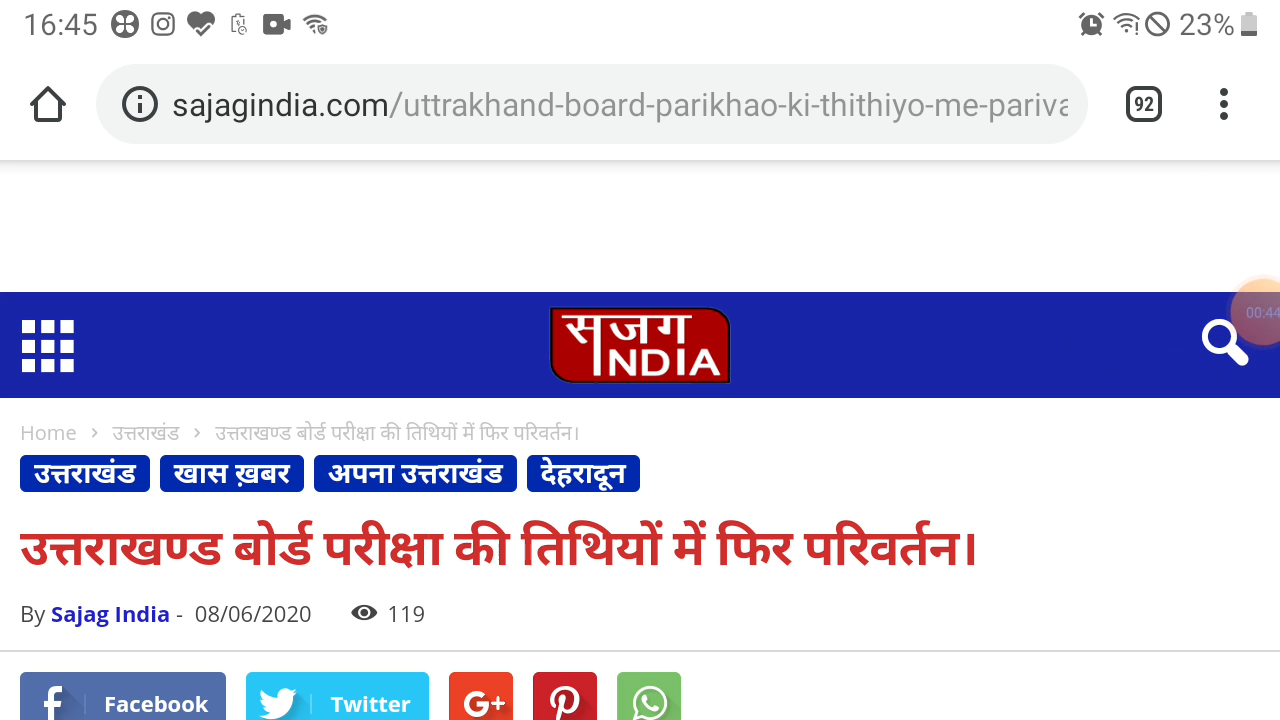 16:45 23%
sajagindia.com/uttrakhand-board-parikhao-ki-thithiyo-me-pariva 92
00:44
सजग
INDIA
Home > उत्तराखंड > उत्तराखण्ड बोर्ड परीक्षा की तिथियों में फिर परिवर्तन।
उत्तराखंड खास ख़बर अपना उत्तराखंड देहरादून
उत्तराखण्ड बोर्ड परीक्षा की तिथियों में फिर परिवर्तन।
By Sajag India - 08/06/2020 119
Facebook Twitter G+